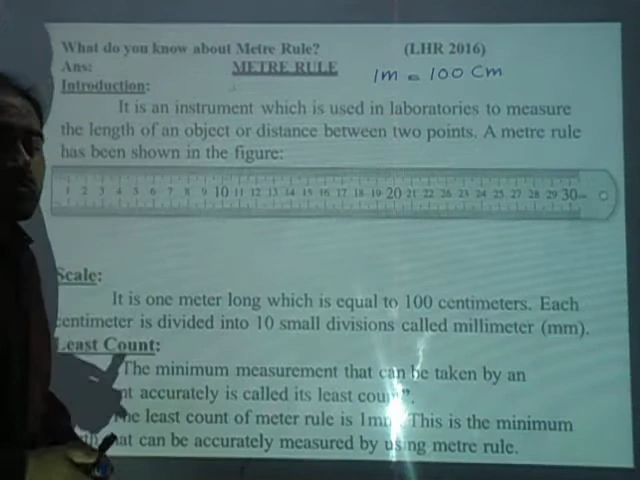 What do you know about Metre Rule? (LHR 2016)
Ans: METRE RULE 1m = 100 Cm
Introduction:
It is an instrument which is used in laboratories to measure
the length of an object or distance between two points. A metre rule
has been shown in the figure:
1 2 3 4 5 6 7 8 9 10 11 12 13 14 15 16 17 18 19 20 21 22 26 23 24 25 27 28 29 30
Scale:
It is one meter long which is equal to 100 centimeters. Each
centimeter is divided into 10 small divisions called millimeter (mm).
Least Count:
The minimum measurement that can be taken by an
nt accurately is called its least coun".
The least count of meter rule is 1mm. This is the minimum
hat can be accurately measured by using metre rule.